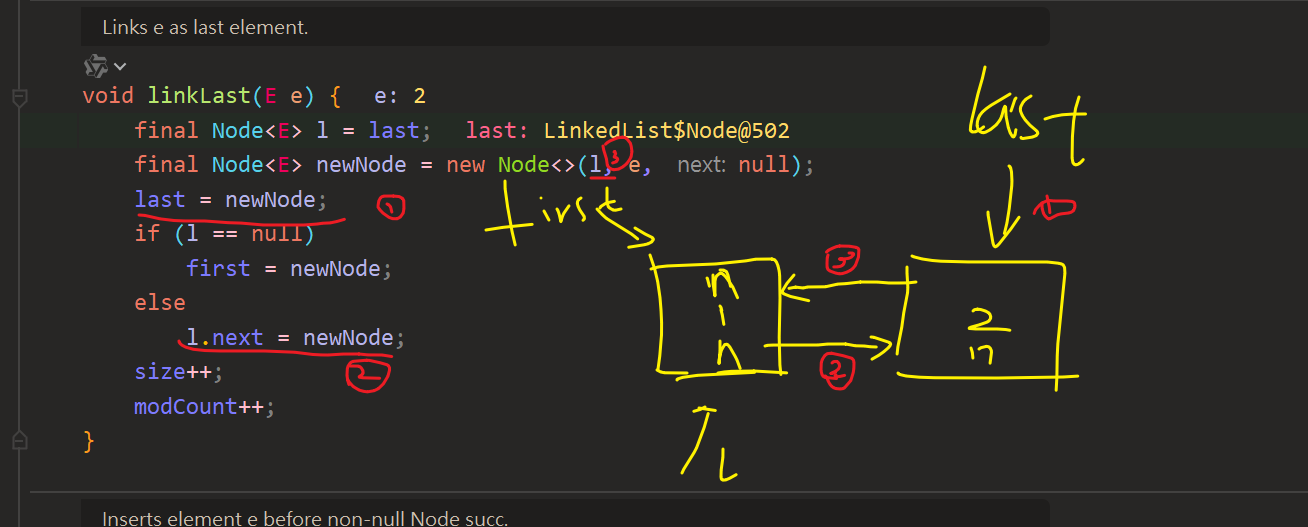 Links e as last element.
void linkLast(E e) {   e: 2
final Node<E> l = last;   last: LinkedList$Node@502
final Node<E> newNode = new Node<>(l, e, next: null);
3
last = newNode;
1
last
first
1
if (l == null)
first = newNode;
else
l.next = newNode;
2
3
2
n
1
n
2
n
l
size++;
modCount++;
}
Inserts element e before non-null Node succ.